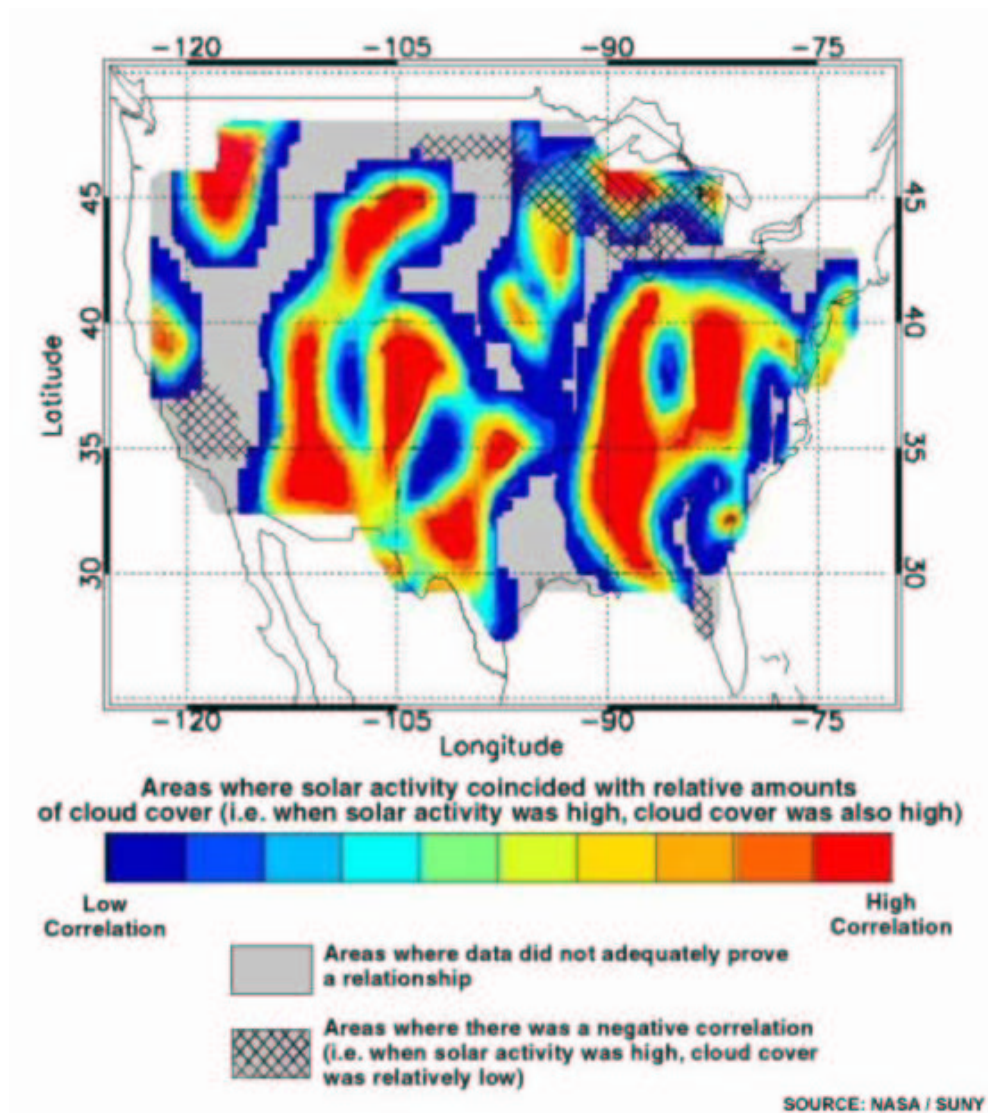 −120 −105 −90 −75
45 45
40 40
Latitude
35 35
30 30
−120 −105 −90 −75
Longitude
Areas where solar activity coincided with relative amounts
of cloud cover (i.e. when solar activity was high, cloud cover was also high)
Low
Correlation
High
Correlation
Areas where data did not adequately prove
a relationship
Areas where there was a negative correlation
(i.e. when solar activity was high, cloud cover
was relatively low)
SOURCE: NASA / SUNY